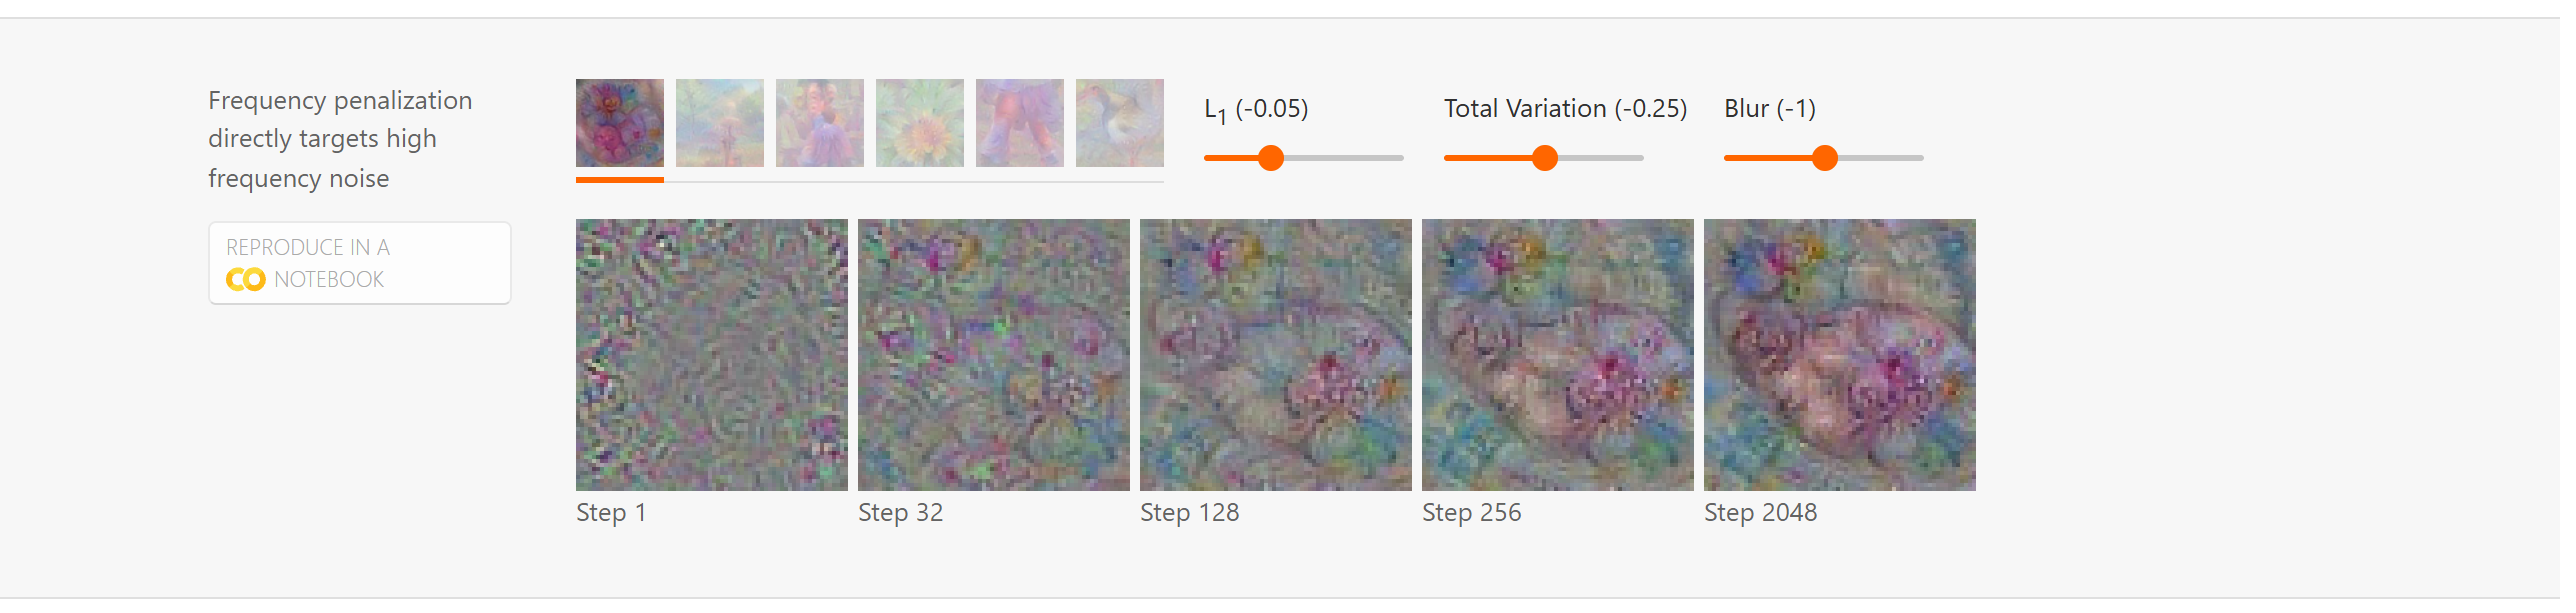 Frequency penalization
directly targets high
frequency noise
REPRODUCE IN A
CO NOTEBOOK
L1 (-0.05)
Total Variation (-0.25)
Blur (-1)
Step 1
Step 32
Step 128
Step 256
Step 2048